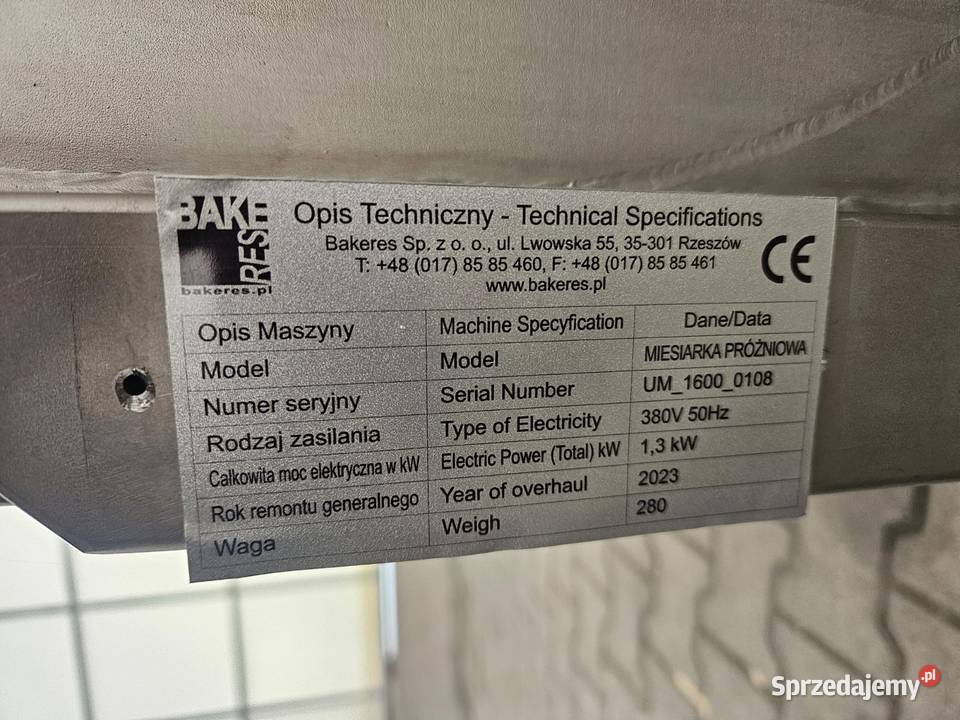 BAKE
RES
bakeres.pl
Opis Techniczny - Technical Specifications
Bakeres Sp. z o. o., ul. Lwowska 55, 35-301 Rzeszów
T: +48 (017) 85 85 460, F: +48 (017) 85 85 461
www.bakeres.pl
CE
Opis Maszyny Machine Specyfication Dane/Data
Model Model MIESIARKA PRÓŻNIOWA
Numer seryjny Serial Number UM_1600_0108
Rodzaj zasilania Type of Electricity 380V 50Hz
Całkowita moc elektryczna w kW Electric Power (Total) kW 1,3 kW
Rok remontu generalnego Year of overhaul 2023
Waga Weigh 280
Sprzedajemy.pl